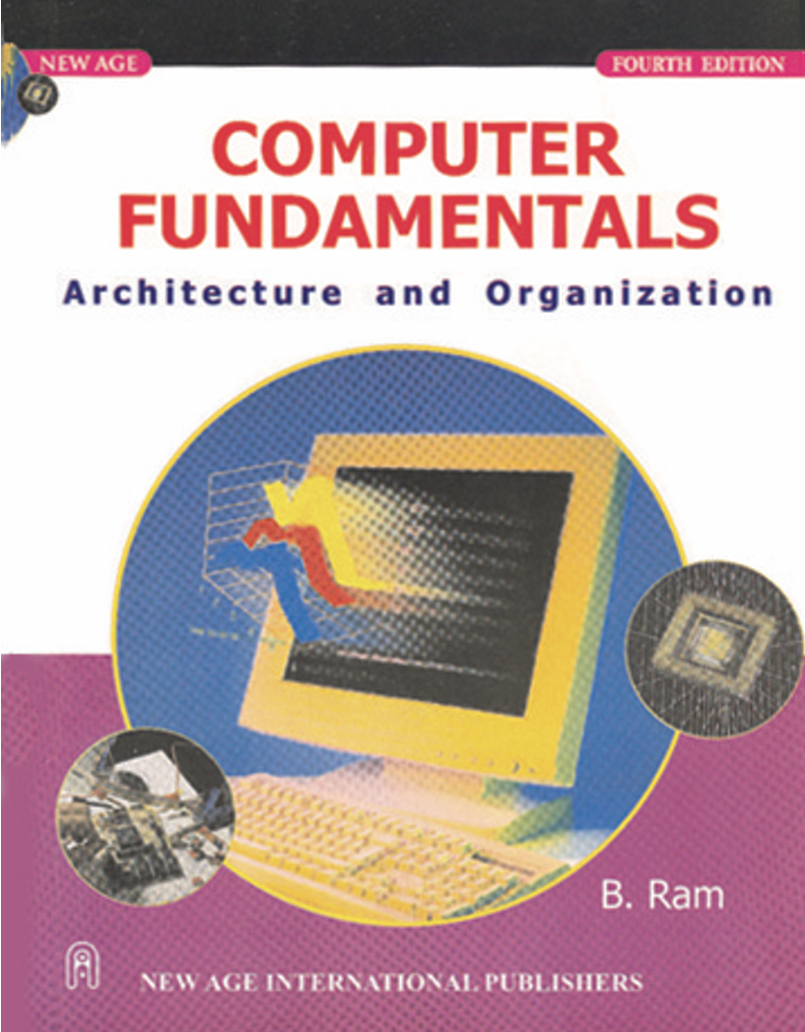 NEW AGE
FOURTH EDITION
COMPUTER
FUNDAMENTALS
Architecture and Organization
B. Ram
NEW AGE INTERNATIONAL PUBLISHERS